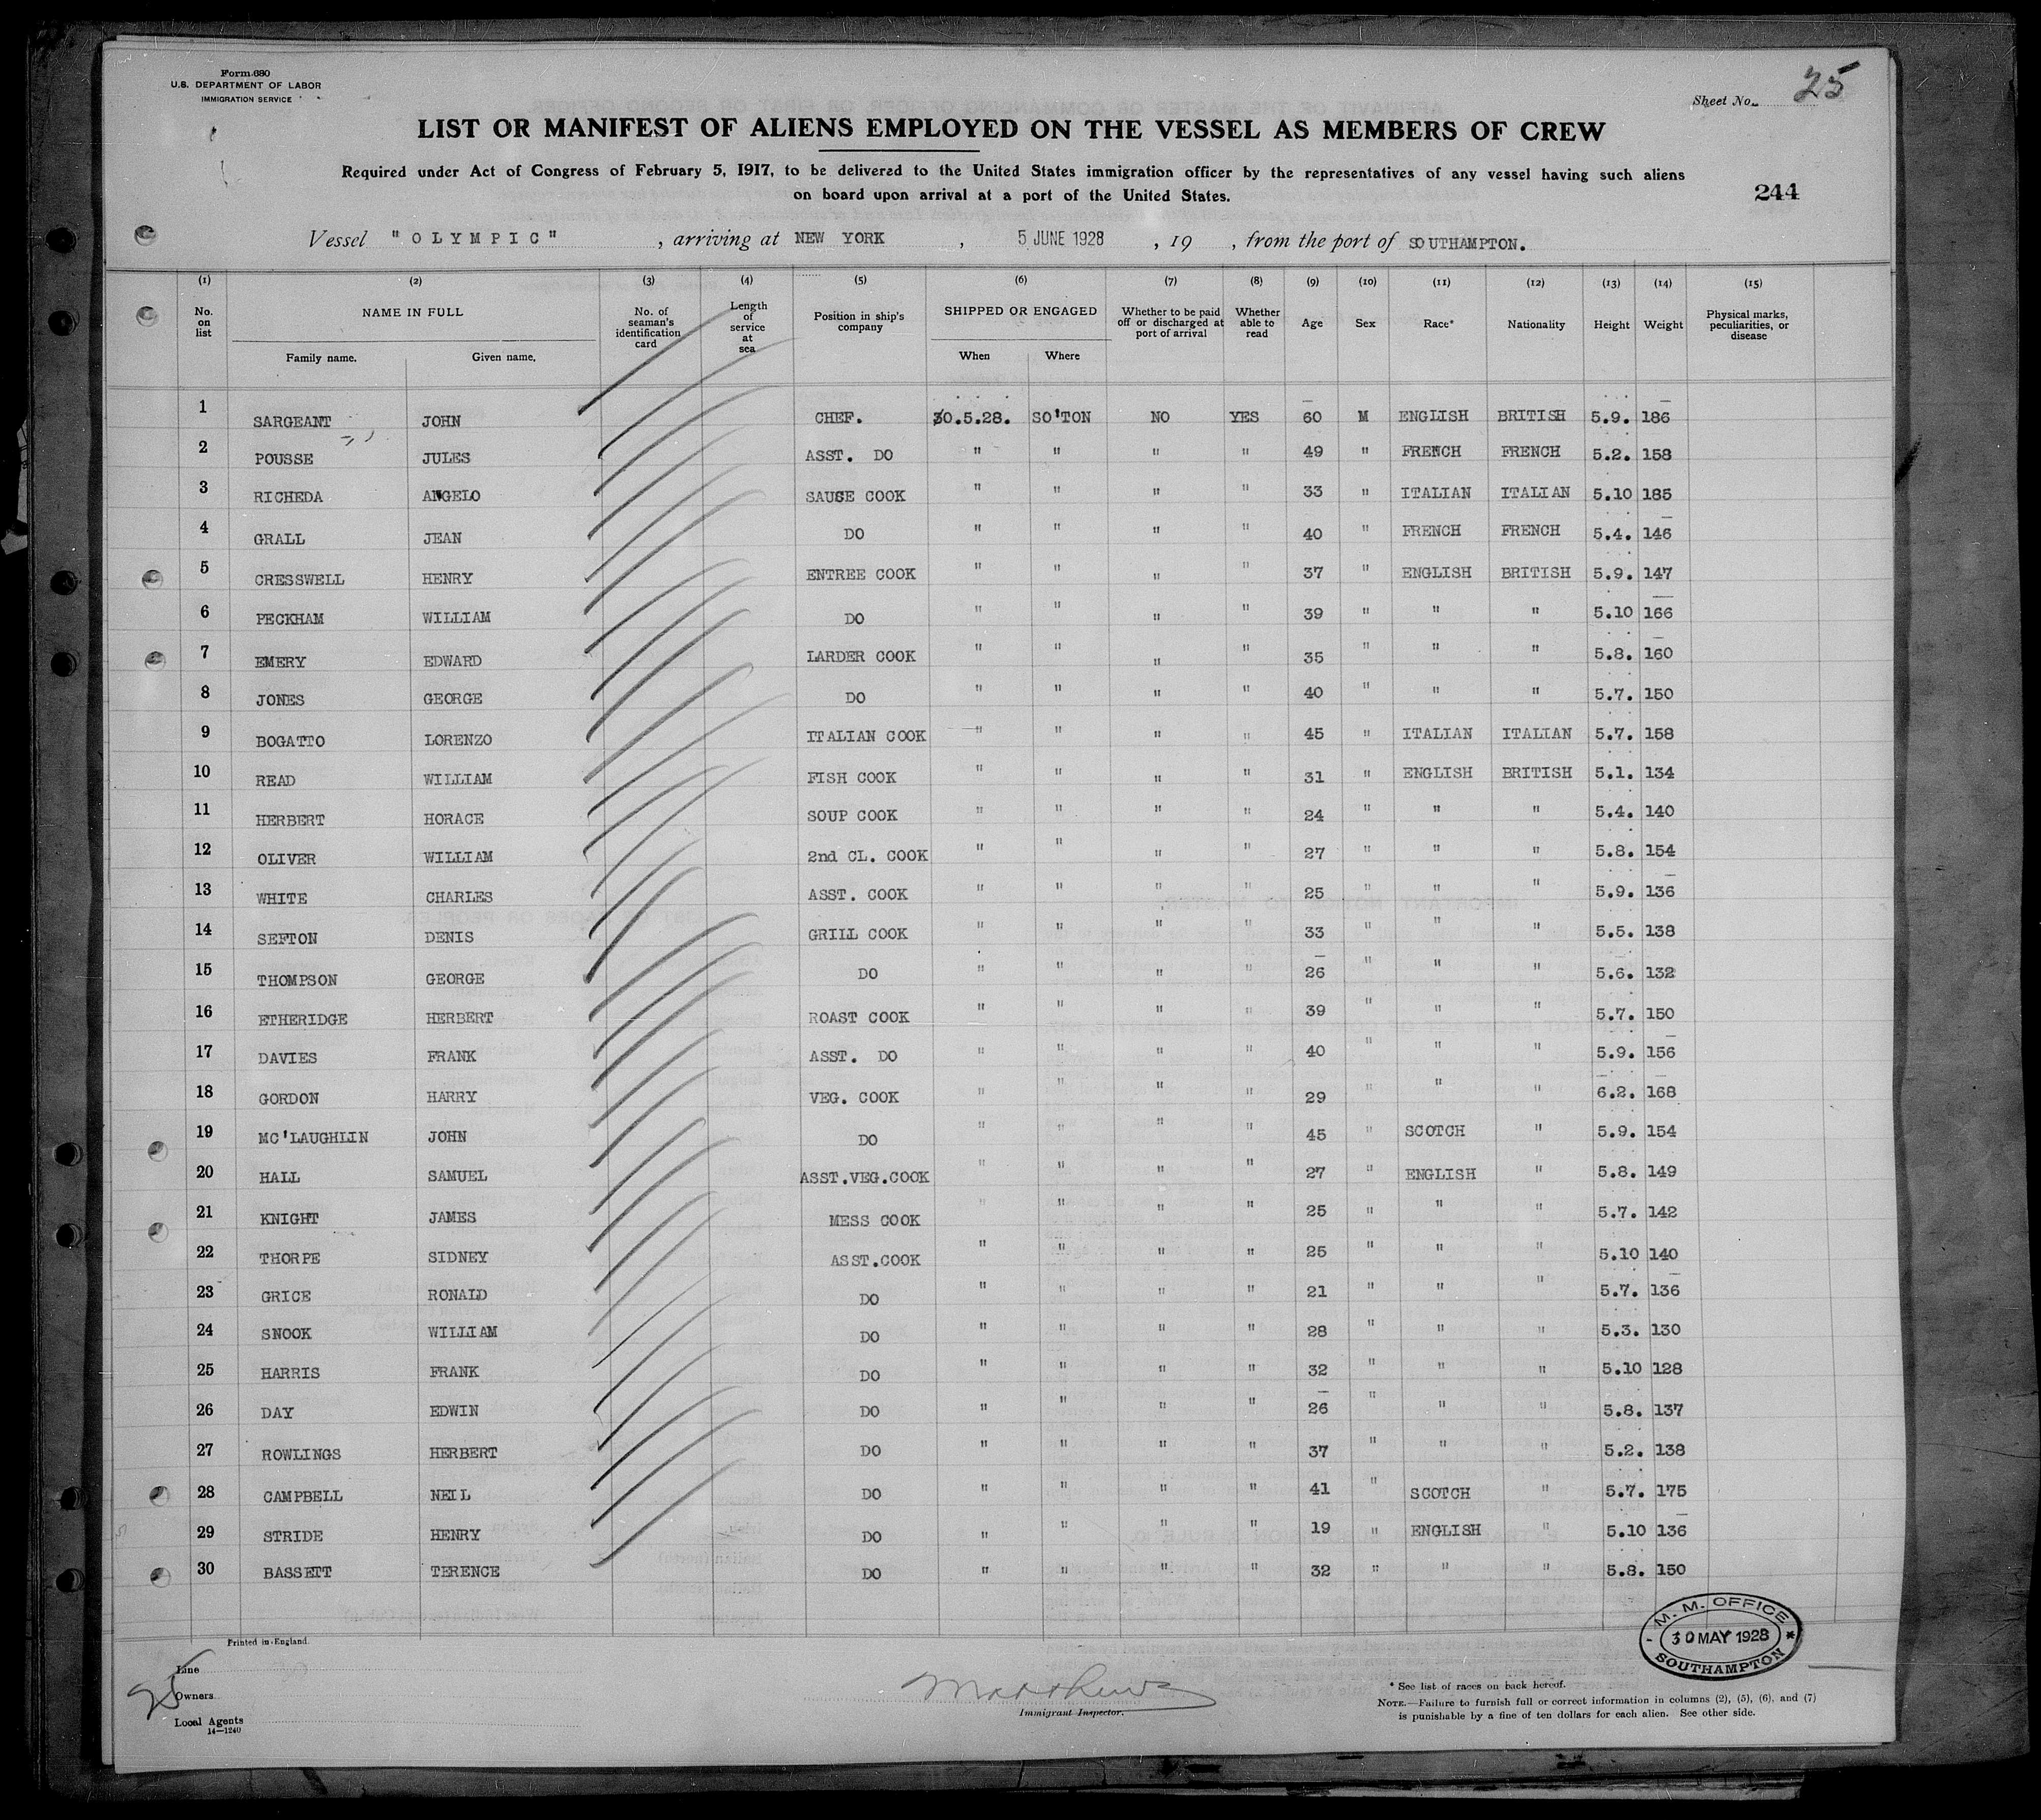 Form 680
U.S. DEPARTMENT OF LABOR
IMMIGRATION SERVICE
Sheet No. 25
LIST OR MANIFEST OF ALIENS EMPLOYED ON THE VESSEL AS MEMBERS OF CREW
Required under Act of Congress of February 5, 1917, to be delivered to the United States immigration officer by the representatives of any vessel having such aliens
on board upon arrival at a port of the United States.
244
Vessel "OLYMPIC", arriving at NEW YORK, 5 JUNE 1928, 19 , from the port of SOUTHAMPTON.
(1) (2) (3) (4) (5) (6) (7) (8) (9) (10) (11) (12) (13) (14) (15)
No. on list NAME IN FULL Family name. Given name. No. of seaman's identification card Length of service at sea Position in ship's company SHIPPED OR ENGAGED When Where Whether to be paid off or discharged at port of arrival Whether able to read Age Sex Race* Nationality Height Weight Physical marks, peculiarities, or disease
1 SARGEANT JOHN CHEF. 30.5.28. SO'TON NO YES 60 M ENGLISH BRITISH 5.9. 186
2 POUSSE JULES ASST. DO " " " " 49 " FRENCH FRENCH 5.2. 158
3 RICHEDA ANGELO SAUSE COOK " " " " 33 " ITALIAN ITALIAN 5.10 185
4 GRALL JEAN DO " " " " 40 " FRENCH FRENCH 5.4. 146
5 CRESSWELL HENRY ENTREE COOK " " " " 37 " ENGLISH BRITISH 5.9. 147
6 PECKHAM WILLIAM DO " " " " 39 " " " 5.10 166
7 EMERY EDWARD LARDER COOK " " " " 35 " " " 5.8. 160
8 JONES GEORGE DO " " " " 40 " " " 5.7. 150
9 BOGATTO LORENZO ITALIAN COOK " " " " 45 " ITALIAN ITALIAN 5.7. 158
10 READ WILLIAM FISH COOK " " " " 31 " ENGLISH BRITISH 5.1. 134
11 HERBERT HORACE SOUP COOK " " " " 24 " " " 5.4. 140
12 OLIVER WILLIAM 2nd CL. COOK " " " " 27 " " " 5.8. 154
13 WHITE CHARLES ASST. COOK " " " " 25 " " " 5.9. 136
14 SEFTON DENIS GRILL COOK " " " " 33 " " " 5.5. 138
15 THOMPSON GEORGE DO " " " " 26 " " " 5.6. 132
16 ETHERIDGE HERBERT ROAST COOK " " " " 39 " " " 5.7. 150
17 DAVIES FRANK ASST. DO " " " " 40 " " " 5.9. 156
18 GORDON HARRY VEG. COOK " " " " 29 " " " 6.2. 168
19 MC'LAUGHLIN JOHN DO " " " " 45 " SCOTCH " 5.9. 154
20 HALL SAMUEL ASST.VEG.COOK " " " " 27 " ENGLISH " 5.8. 149
21 KNIGHT JAMES MESS COOK " " " " 25 " " " 5.7. 142
22 THORPE SIDNEY ASST.COOK " " " " 25 " " " 5.10 140
23 GRICE RONALD DO " " " " 21 " " " 5.7. 136
24 SNOOK WILLIAM DO " " " " 28 " " " 5.3. 130
25 HARRIS FRANK DO " " " " 32 " " " 5.10 128
26 DAY EDWIN DO " " " " 26 " " " 5.8. 137
27 ROWLINGS HERBERT DO " " " " 37 " " " 5.2. 138
28 CAMPBELL NEIL DO " " " " 41 " SCOTCH " 5.7. 175
29 STRIDE HENRY DO " " " " 19 " ENGLISH " 5.10 136
30 BASSETT TERENCE DO " " " " 32 " " " 5.8. 150
M. M. OFFICE
30 MAY 1928
SOUTHAMPTON
Printed in England.
Line
25
Owners
Local Agents
14—1240
Matthews
Immigrant Inspector.
* See list of races on back hereof.
NOTE.—Failure to furnish full or correct information in columns (2), (5), (6), and (7)
is punishable by a fine of ten dollars for each alien. See other side.